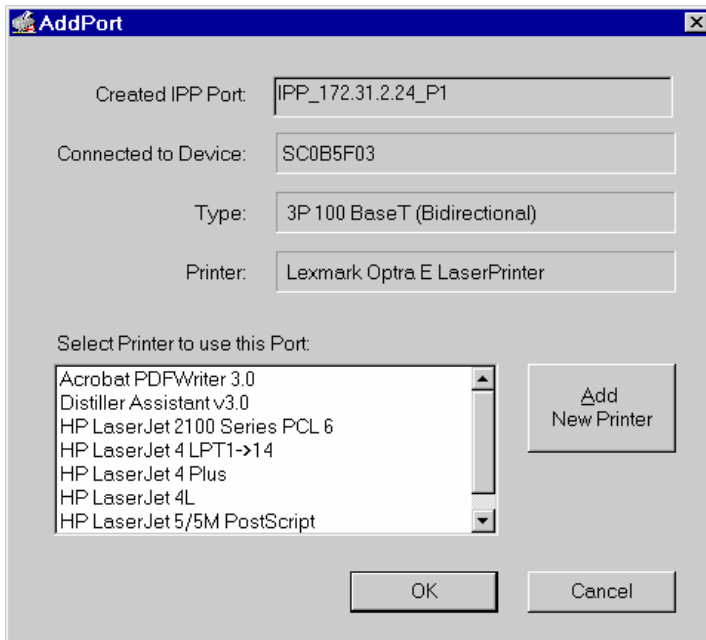 AddPort
Created IPP Port: IPP_172.31.2.24_P1
Connected to Device: SC0B5F03
Type: 3P 100 BaseT (Bidirectional)
Printer: Lexmark Optra E LaserPrinter
Select Printer to use this Port:
Acrobat PDFWriter 3.0
Distiller Assistant v3.0
HP LaserJet 2100 Series PCL 6
HP LaserJet 4 LPT1->14
HP LaserJet 4 Plus
HP LaserJet 4L
HP LaserJet 5/5M PostScript
Add
New Printer
OK Cancel